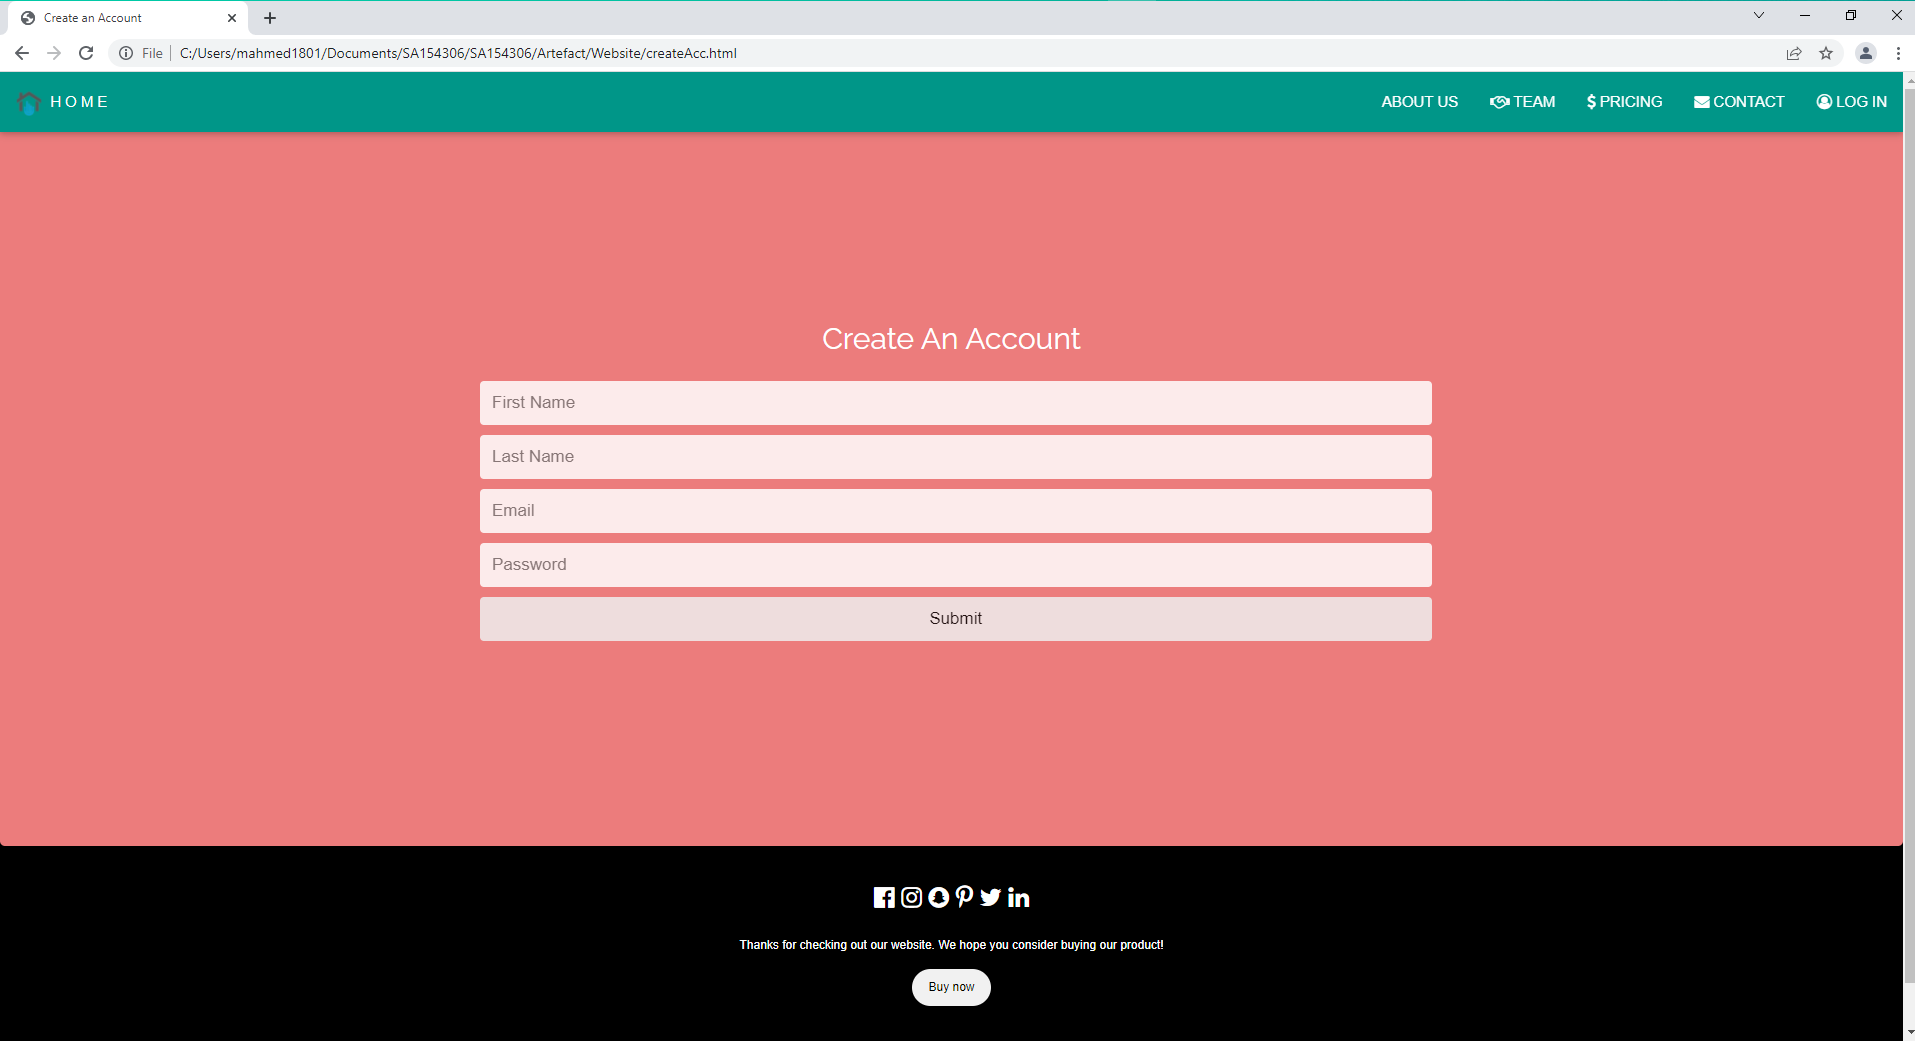 Create an Account
File C:/Users/mahmed1801/Documents/SA154306/SA154306/Artefact/Website/createAcc.html
HOME ABOUT US TEAM $ PRICING CONTACT LOG IN
Create An Account
First Name
Last Name
Email
Password
Submit
Thanks for checking out our website. We hope you consider buying our product!
Buy now